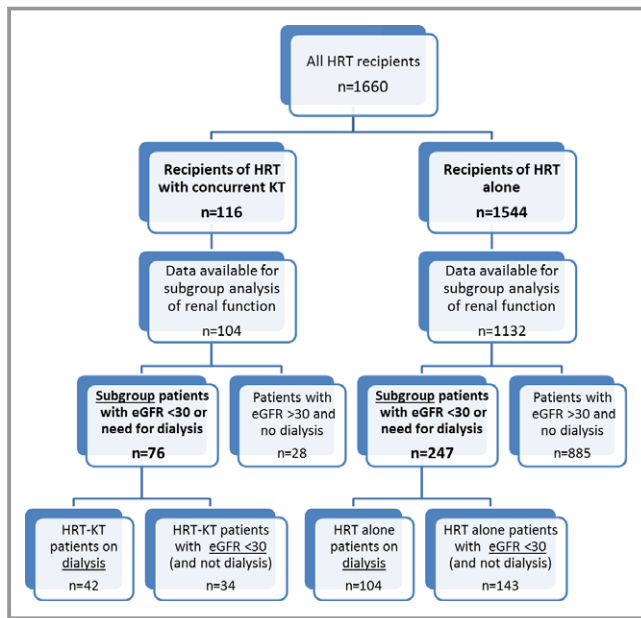 All HRT recipients
n=1660
Recipients of HRT
with concurrent KT
n=116
Recipients of HRT
alone
n=1544
Data available for
subgroup analysis
of renal function
n=104
Data available for
subgroup analysis
of renal function
n=1132
Subgroup patients
with eGFR <30 or
need for dialysis
n=76
Patients with
eGFR >30 and
no dialysis
n=28
Subgroup patients
with eGFR <30 or
need for dialysis
n=247
Patients with
eGFR >30 and
no dialysis
n=885
HRT-KT
patients on
dialysis
n=42
HRT-KT patients
with eGFR <30
(and not dialysis)
n=34
HRT alone
patients on
dialysis
n=104
HRT alone patients
with eGFR <30
(and not dialysis)
n=143